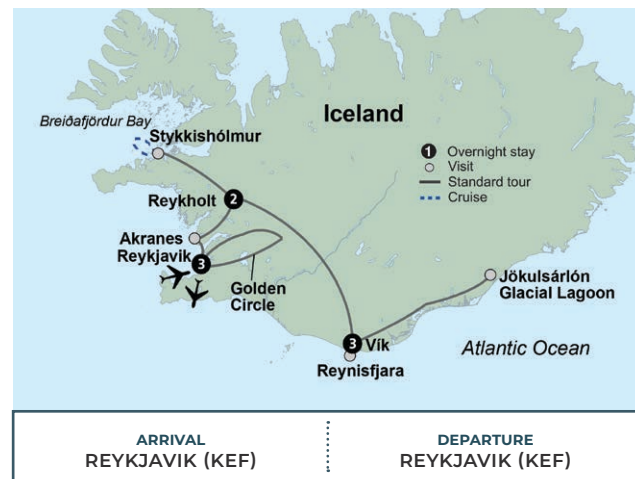 Iceland
Breiðafjördur Bay
Stykkishólmur
1 Overnight stay
Visit
Standard tour
Cruise
Reykholt 2
Akranes
Reykjavik 3
Golden
Circle
Jökulsárlón
Glacial Lagoon
3 Vík
Reynisfjara
Atlantic Ocean
ARRIVAL
REYKJAVIK (KEF)
DEPARTURE
REYKJAVIK (KEF)